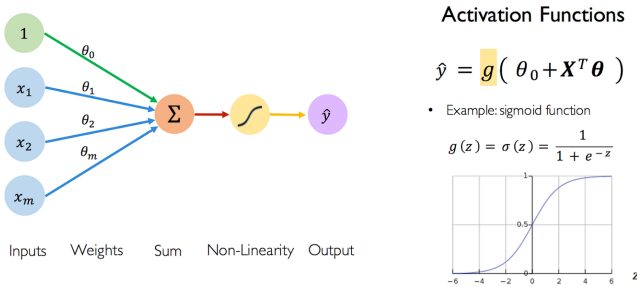 1
x₁
x₂
xₘ
θ₀
θ₁
θ₂
θₘ
Σ
ŷ
Inputs Weights Sum Non-Linearity Output
Activation Functions
ŷ = g ( θ₀+Xᵀθ )
• Example: sigmoid function
g(z) = σ(z) = 1 / (1 + e⁻ᶻ)
1
0.5
0
-6 -4 -2 0 2 4 6
z